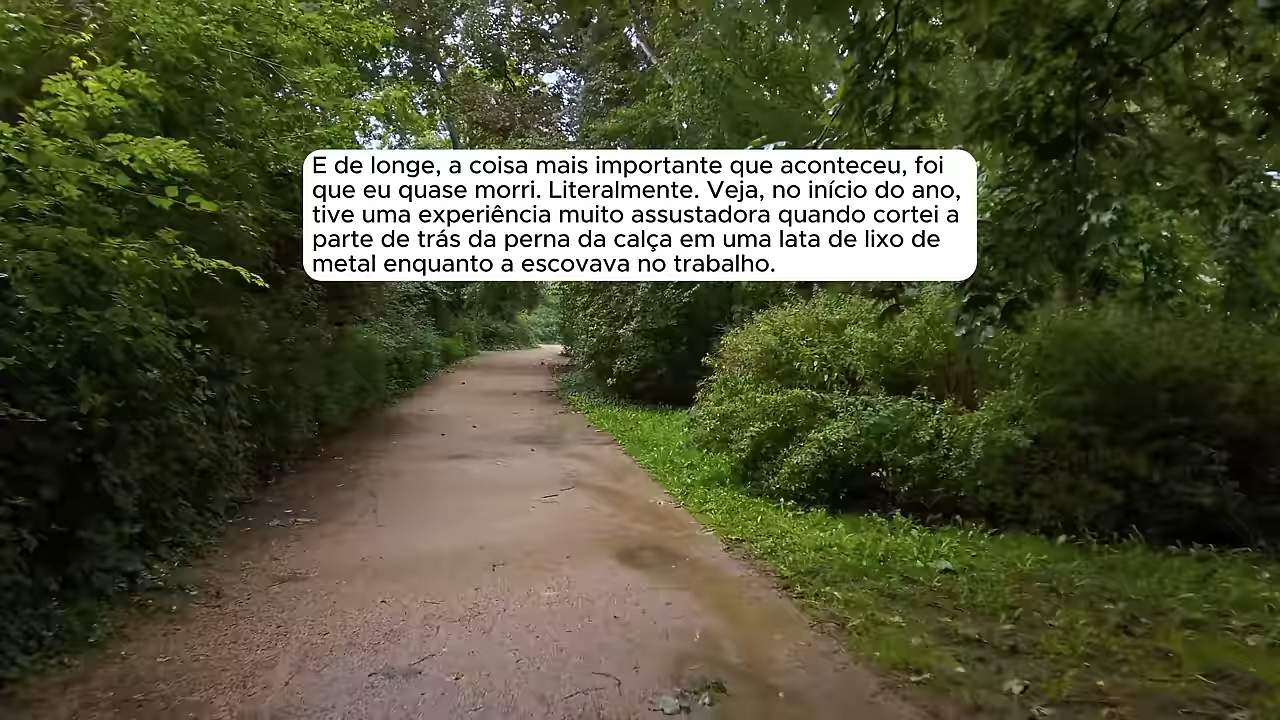 E de longe, a coisa mais importante que aconteceu, foi
que eu quase morri. Literalmente. Veja, no início do ano,
tive uma experiência muito assustadora quando cortei a
parte de trás da perna da calça em uma lata de lixo de
metal enquanto a escovava no trabalho.